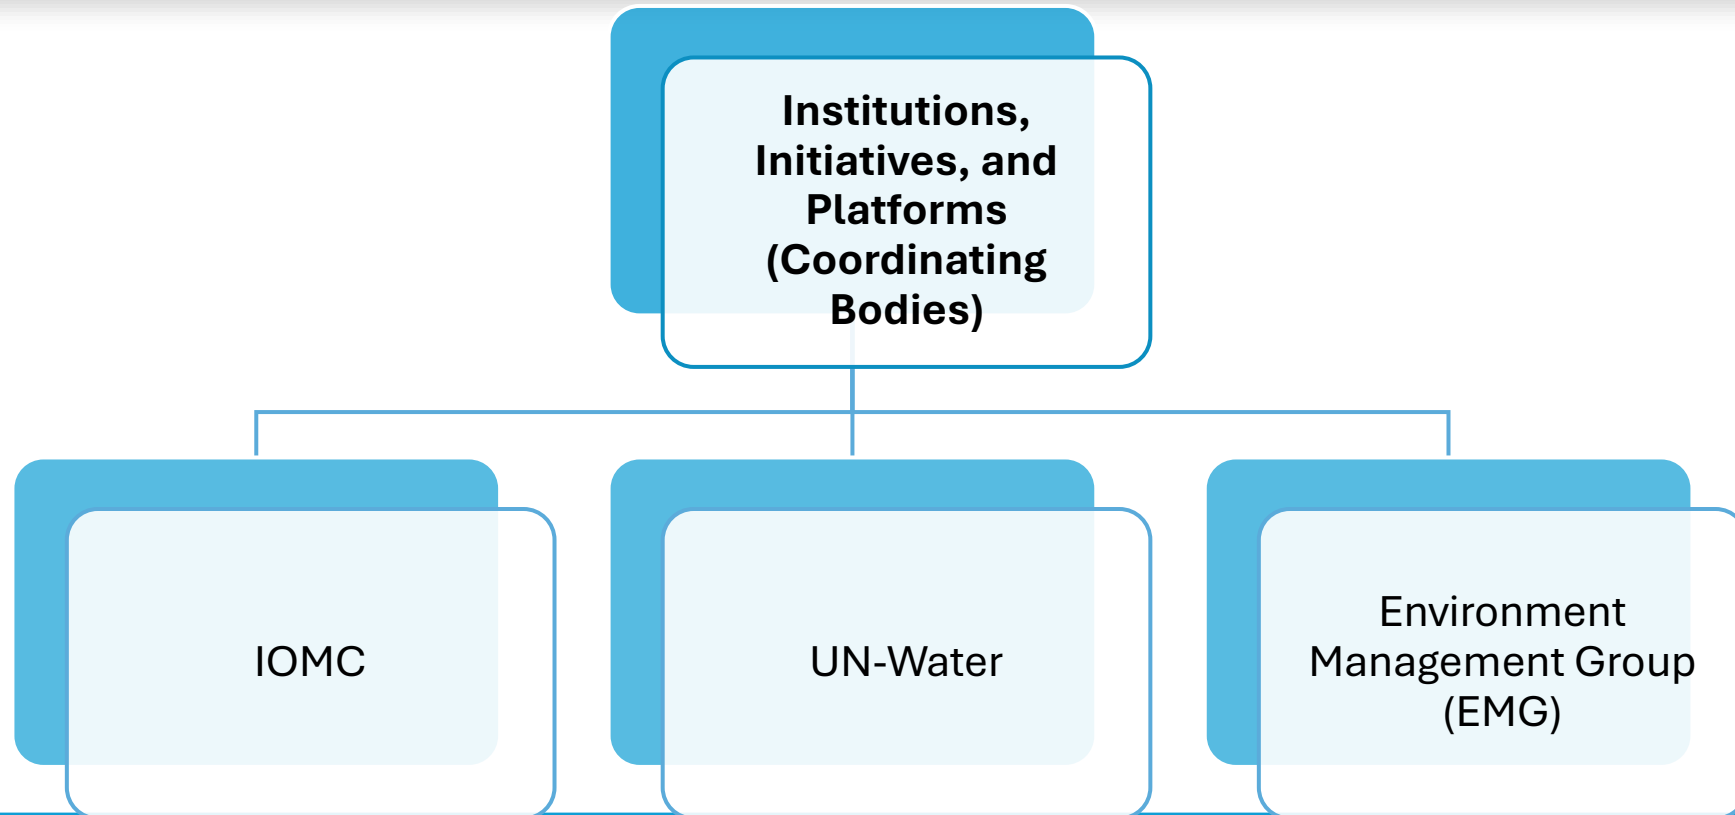 Institutions,
Initiatives, and
Platforms
(Coordinating
Bodies)
IOMC
UN-Water
Environment
Management Group
(EMG)